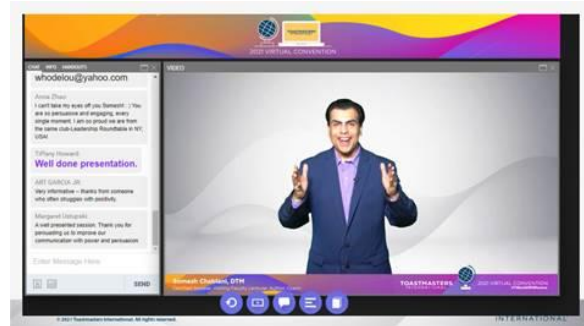 2021 VIRTUAL CONVENTION
CHAT INFO HANDOUTS
VIDEO
whodelou@yahoo.com
Anna Zhao
I can't take my eyes off you Somesh! : ) You
are so persuasive and engaging, every
single moment. I am so proud we are from
the same club-Leadership Roundtable in NY,
USA!
Tiffany Howard
Well done presentation.
ART GARCIA JR
Very informative – thanks from someone
who often struggles with positivity.
Margaret
A well presented session. Thank you for
persuading us to improve our
communication with power and persuasion
Enter Message Here
SEND
DTM
TOASTMASTERS
2021 VIRTUAL CONVENTION
© 2021 Toastmasters International. All rights reserved.
INTERNATIONAL